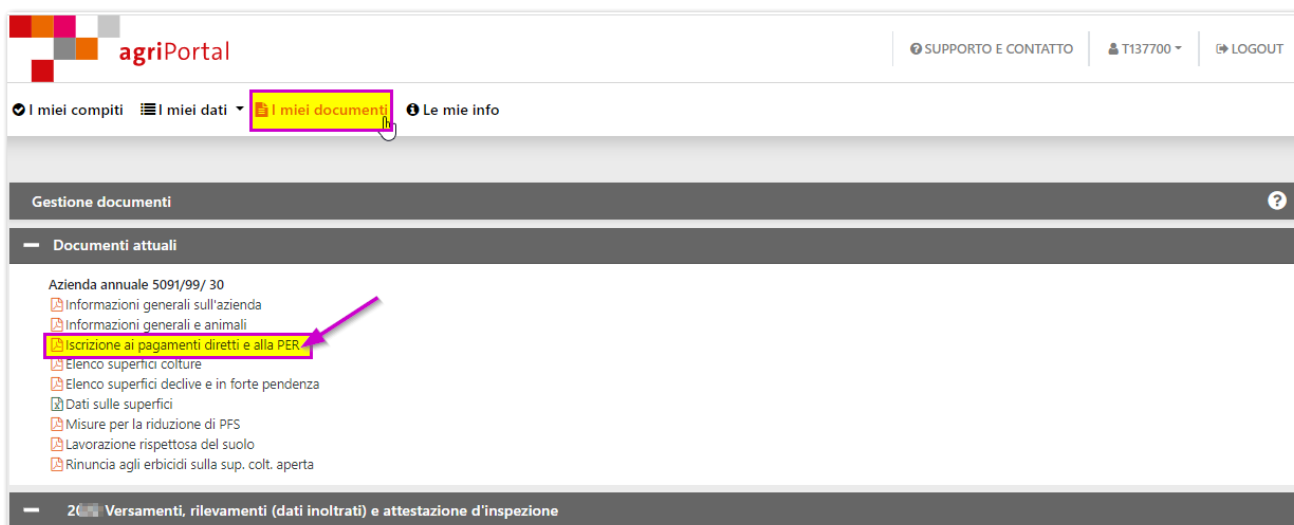 agriPortal
SUPPORTO E CONTATTO T137700 LOGOUT
I miei compiti I miei dati I miei documenti Le mie info
Gestione documenti
Documenti attuali
Azienda annuale 5091/99/ 30
Informazioni generali sull'azienda
Informazioni generali e animali
Iscrizione ai pagamenti diretti e alla PER
Elenco superfici colture
Elenco superfici declive e in forte pendenza
Dati sulle superfici
Misure per la riduzione di PFS
Lavorazione rispettosa del suolo
Rinuncia agli erbicidi sulla sup. colt. aperta
Versamenti, rilevamenti (dati inoltrati) e attestazione d'inspezione